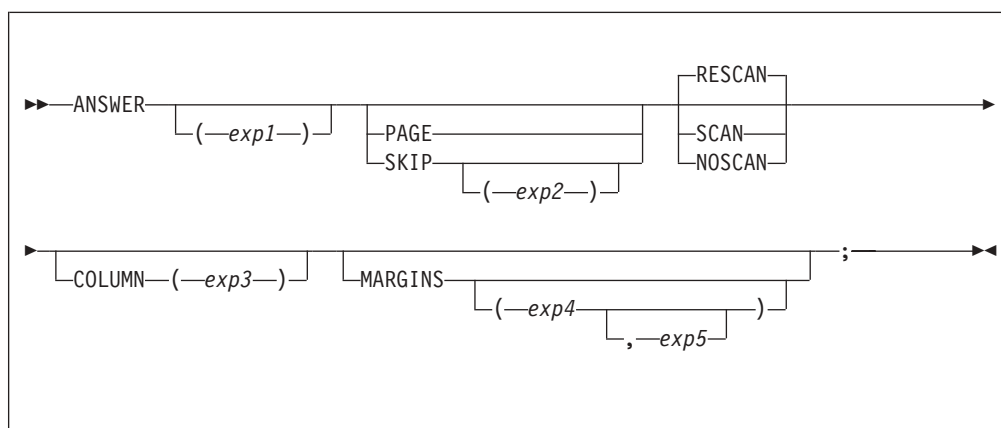 RESCAN
ANSWER
( exp1 )
PAGE
SCAN
SKIP
NOSCAN
( exp2 )
COLUMN ( exp3 )
MARGINS
;
( exp4 )
, exp5